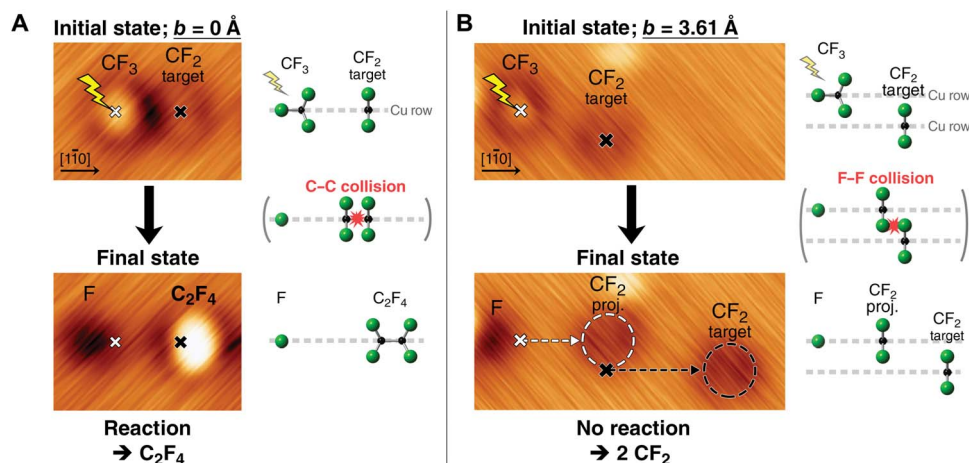 A
Initial state; b = 0 Å
CF3
CF2
target
[11̅0]
CF3
CF2
target
Cu row
C–C collision
Final state
F
C2F4
F
C2F4
Reaction
➔ C2F4
B
Initial state; b = 3.61 Å
CF3
CF2
target
[11̅0]
CF3
CF2
target
Cu row
Cu row
F–F collision
Final state
F
CF2
proj.
CF2
target
F
CF2
proj.
CF2
target
No reaction
➔ 2 CF2